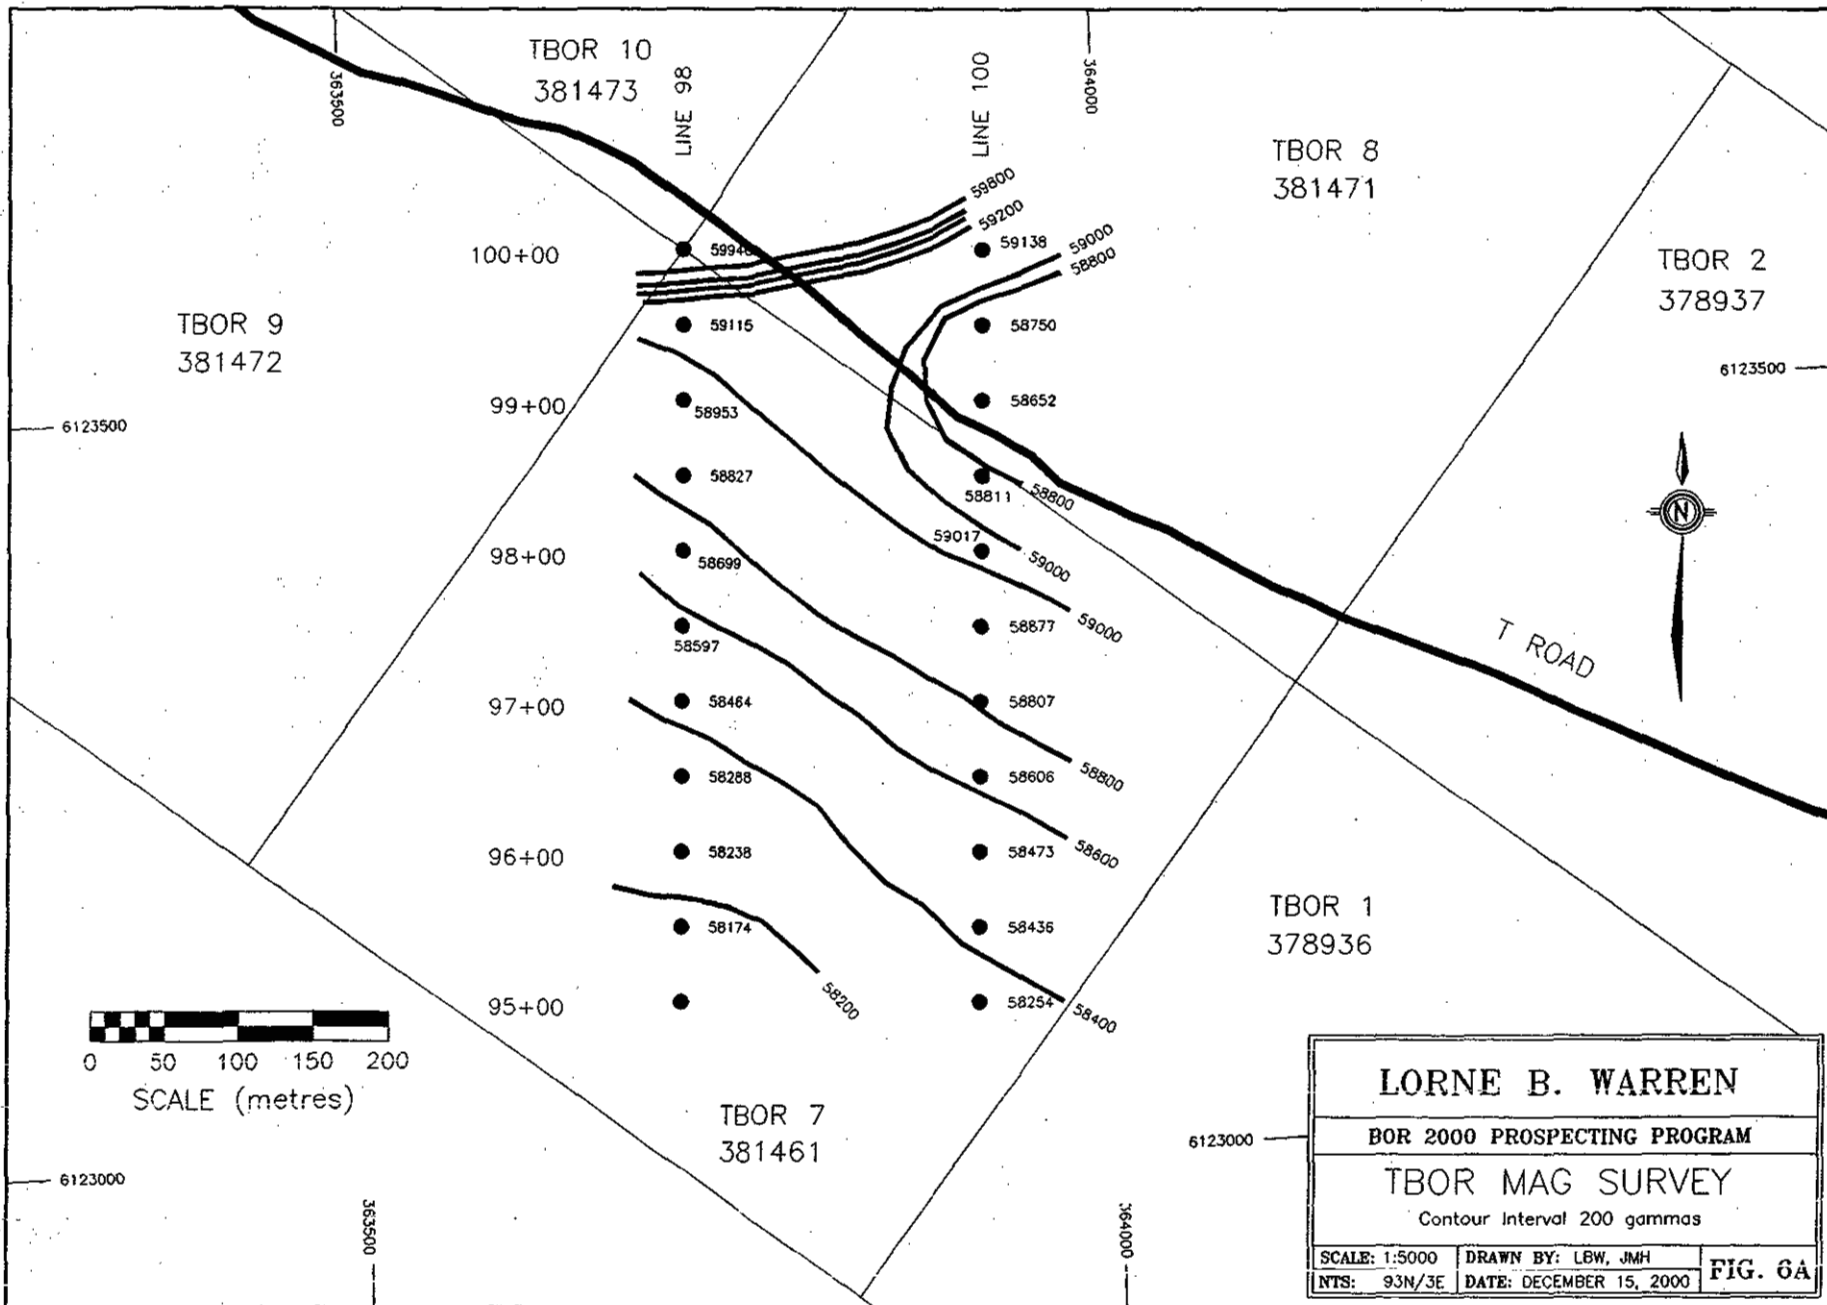 TBOR 10
381473
363500
LINE 98
LINE 100
364000
TBOR 8
381471
TBOR 2
378937
6123500
TBOR 9
381472
6123500
59800
59200
59000
58800
100+00
59138
59115
58750
99+00
58953
58652
58827
58811
58800
98+00
58699
59017
59000
59000
58597
58877
T ROAD
97+00
58464
58807
58800
58288
58606
58600
96+00
58238
58473
58174
58436
58200
95+00
58254
58400
TBOR 1
378936
0 50 100 150 200
SCALE (metres)
TBOR 7
381461
6123000
6123000
363500
364000
LORNE B. WARREN
BOR 2000 PROSPECTING PROGRAM
TBOR MAG SURVEY
Contour Interval 200 gammas
SCALE: 1:5000
DRAWN BY: LBW, JMH
NTS: 93N/3E
DATE: DECEMBER 15, 2000
FIG. 6A
N